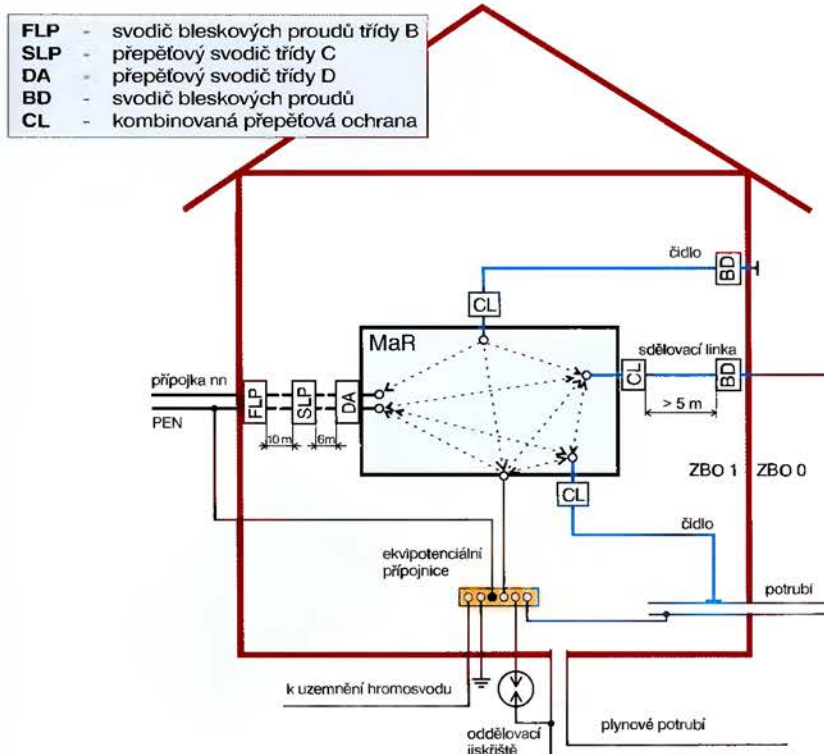 FLP - svodič bleskových proudů třídy B
SLP - přepěťový svodič třídy C
DA - přepěťový svodič třídy D
BD - svodič bleskových proudů
CL - kombinovaná přepěťová ochrana
čidlo
BD
CL
MaR
sdělovací linka
přípojka nn
FLP
SLP
DA
CL
BD
PEN
> 5 m
10 m
6m
ZBO 1
ZBO 0
CL
čidlo
ekvipotenciální
přípojnice
potrubí
k uzemnění hromosvodu
plynové potrubí
oddělovací
jiskřiště